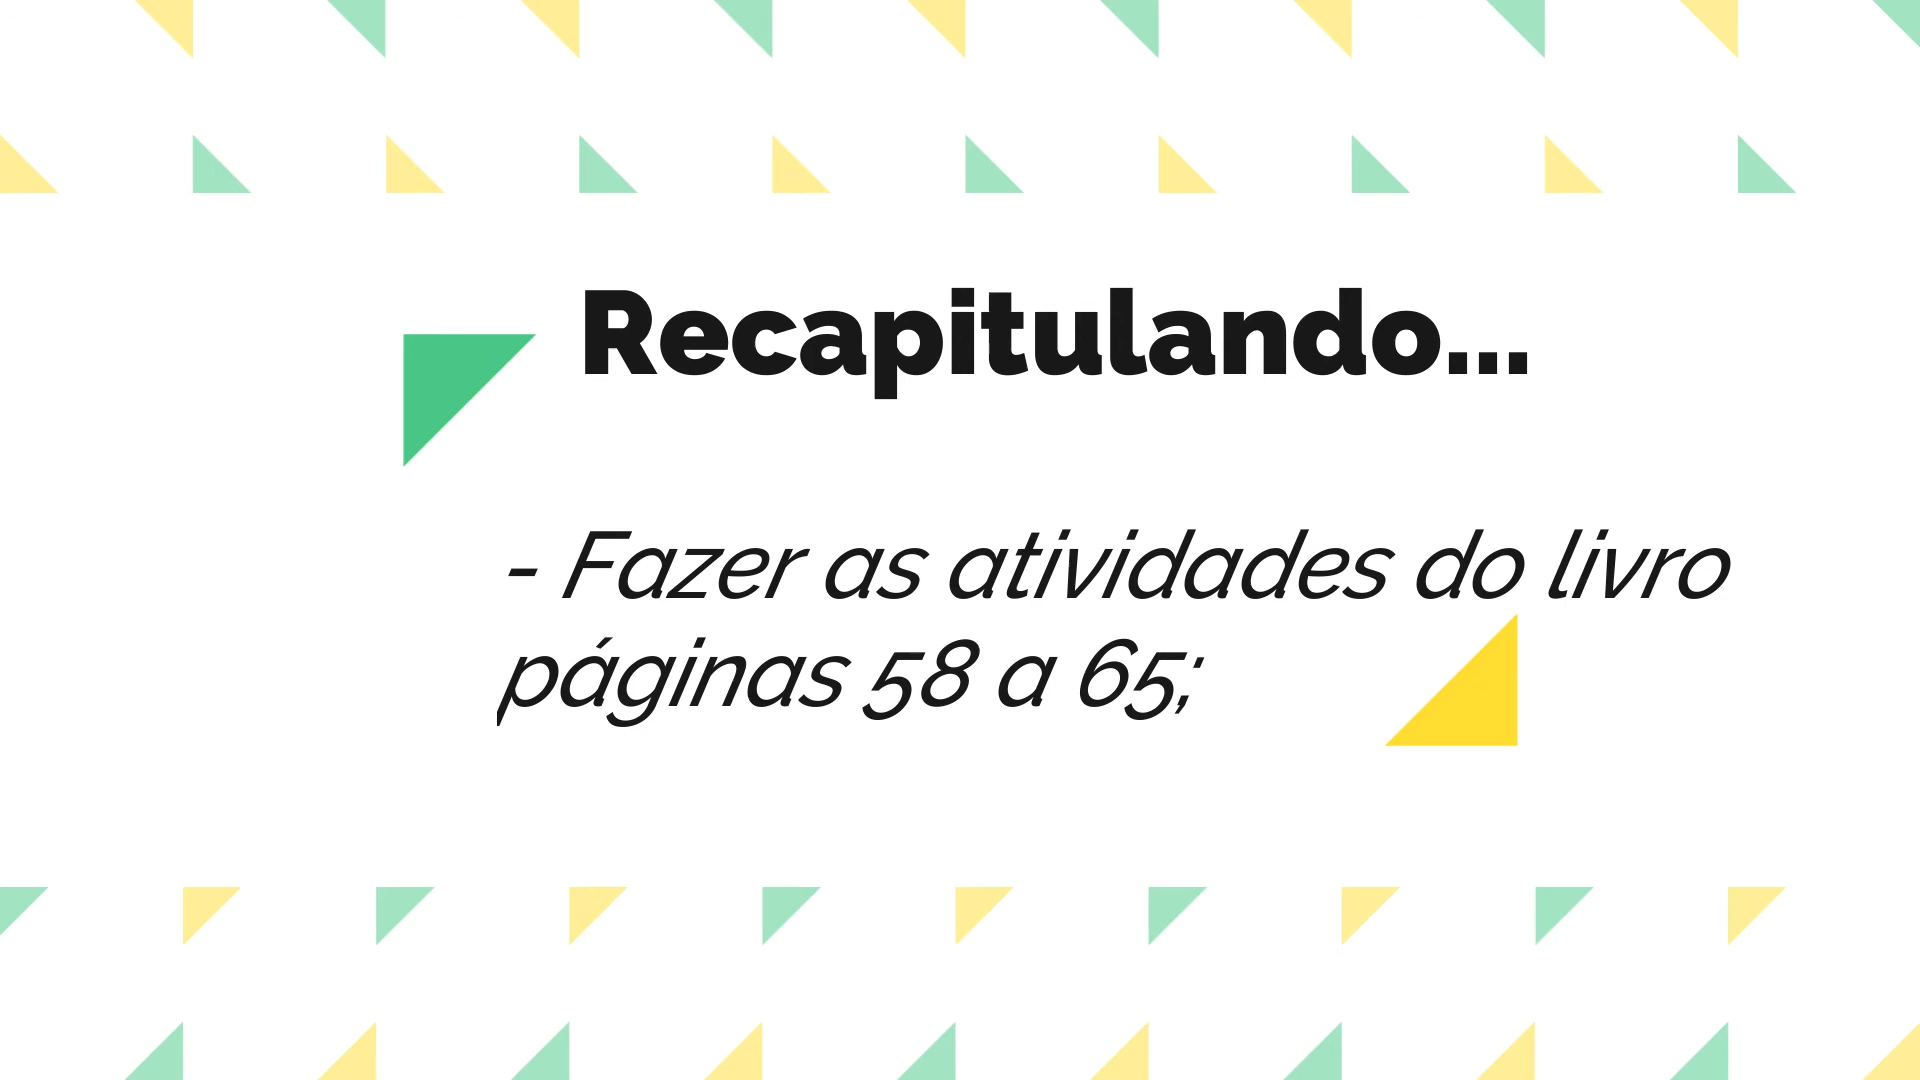 Recapitulando...
- Fazer as atividades do livro
páginas 58 a 65;